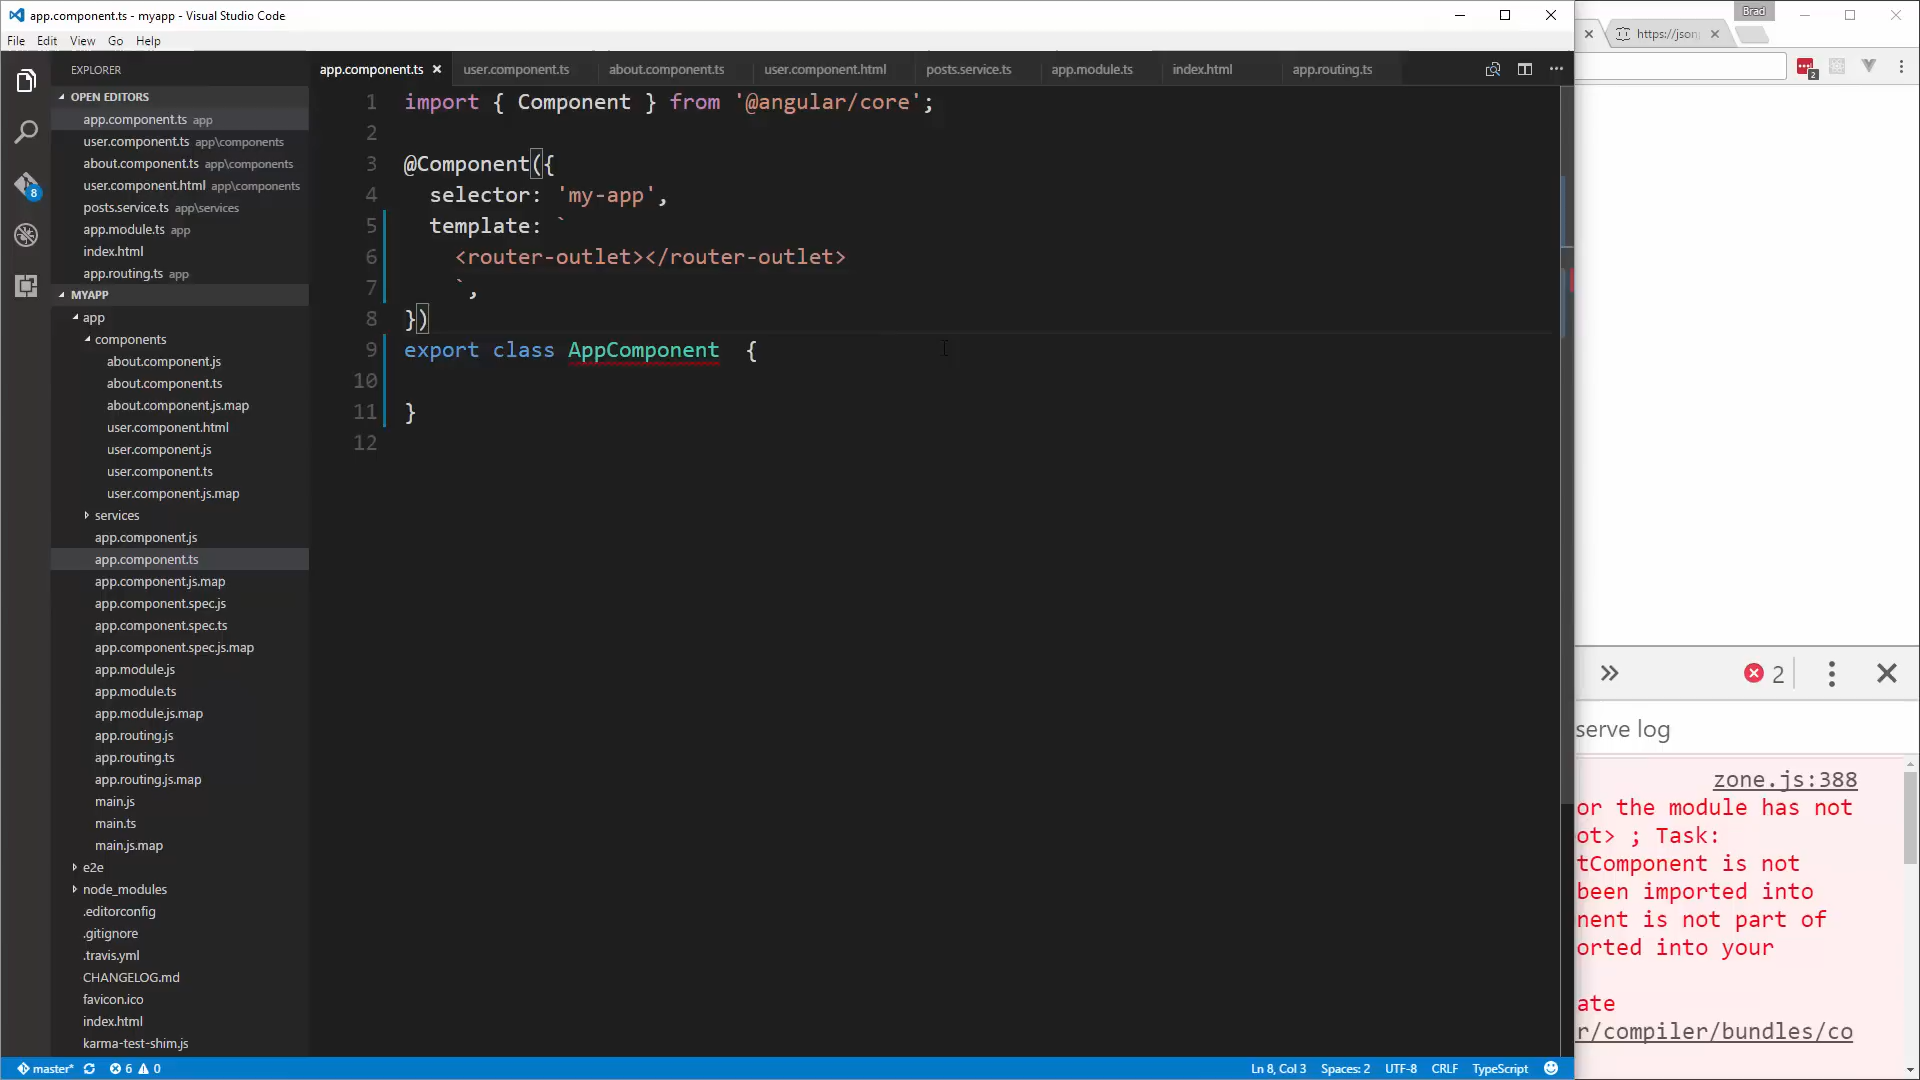 app.component.ts - myapp - Visual Studio Code
Brad
File Edit View Go Help
https://json
EXPLORER
app.component.ts
user.component.ts
about.component.ts
user.component.html
posts.service.ts
app.module.ts
index.html
app.routing.ts
2
OPEN EDITORS
app.component.ts app
user.component.ts app\components
about.component.ts app\components
user.component.html app\components
posts.service.ts app\services
app.module.ts app
index.html
app.routing.ts app
8
MYAPP
app
components
about.component.js
about.component.ts
about.component.js.map
user.component.html
user.component.js
user.component.ts
user.component.js.map
services
app.component.js
app.component.ts
app.component.js.map
app.component.spec.js
app.component.spec.ts
app.component.spec.js.map
app.module.js
app.module.ts
app.module.js.map
app.routing.js
app.routing.ts
app.routing.js.map
main.js
main.ts
main.js.map
e2e
node_modules
.editorconfig
.gitignore
.travis.yml
CHANGELOG.md
favicon.ico
index.html
karma-test-shim.js
1 import { Component } from '@angular/core';
2
3 @Component({
4 selector: 'my-app',
5 template: `
6 <router-outlet></router-outlet>
7 `,
8 })
9 export class AppComponent {
10
11 }
12
2
serve log
zone.js:388
or the module has not
ot> ; Task:
tComponent is not
been imported into
nent is not part of
orted into your
ate
r/compiler/bundles/co
master* 6 0
Ln 8, Col 3 Spaces: 2 UTF-8 CRLF TypeScript